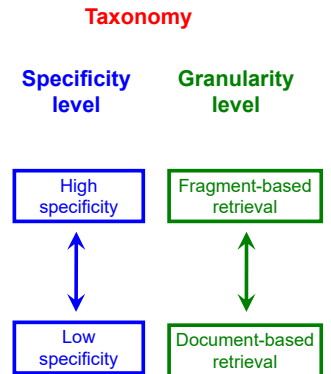 Taxonomy
Specificity
level
Granularity
level
High
specificity
Fragment-based
retrieval
Low
specificity
Document-based
retrieval